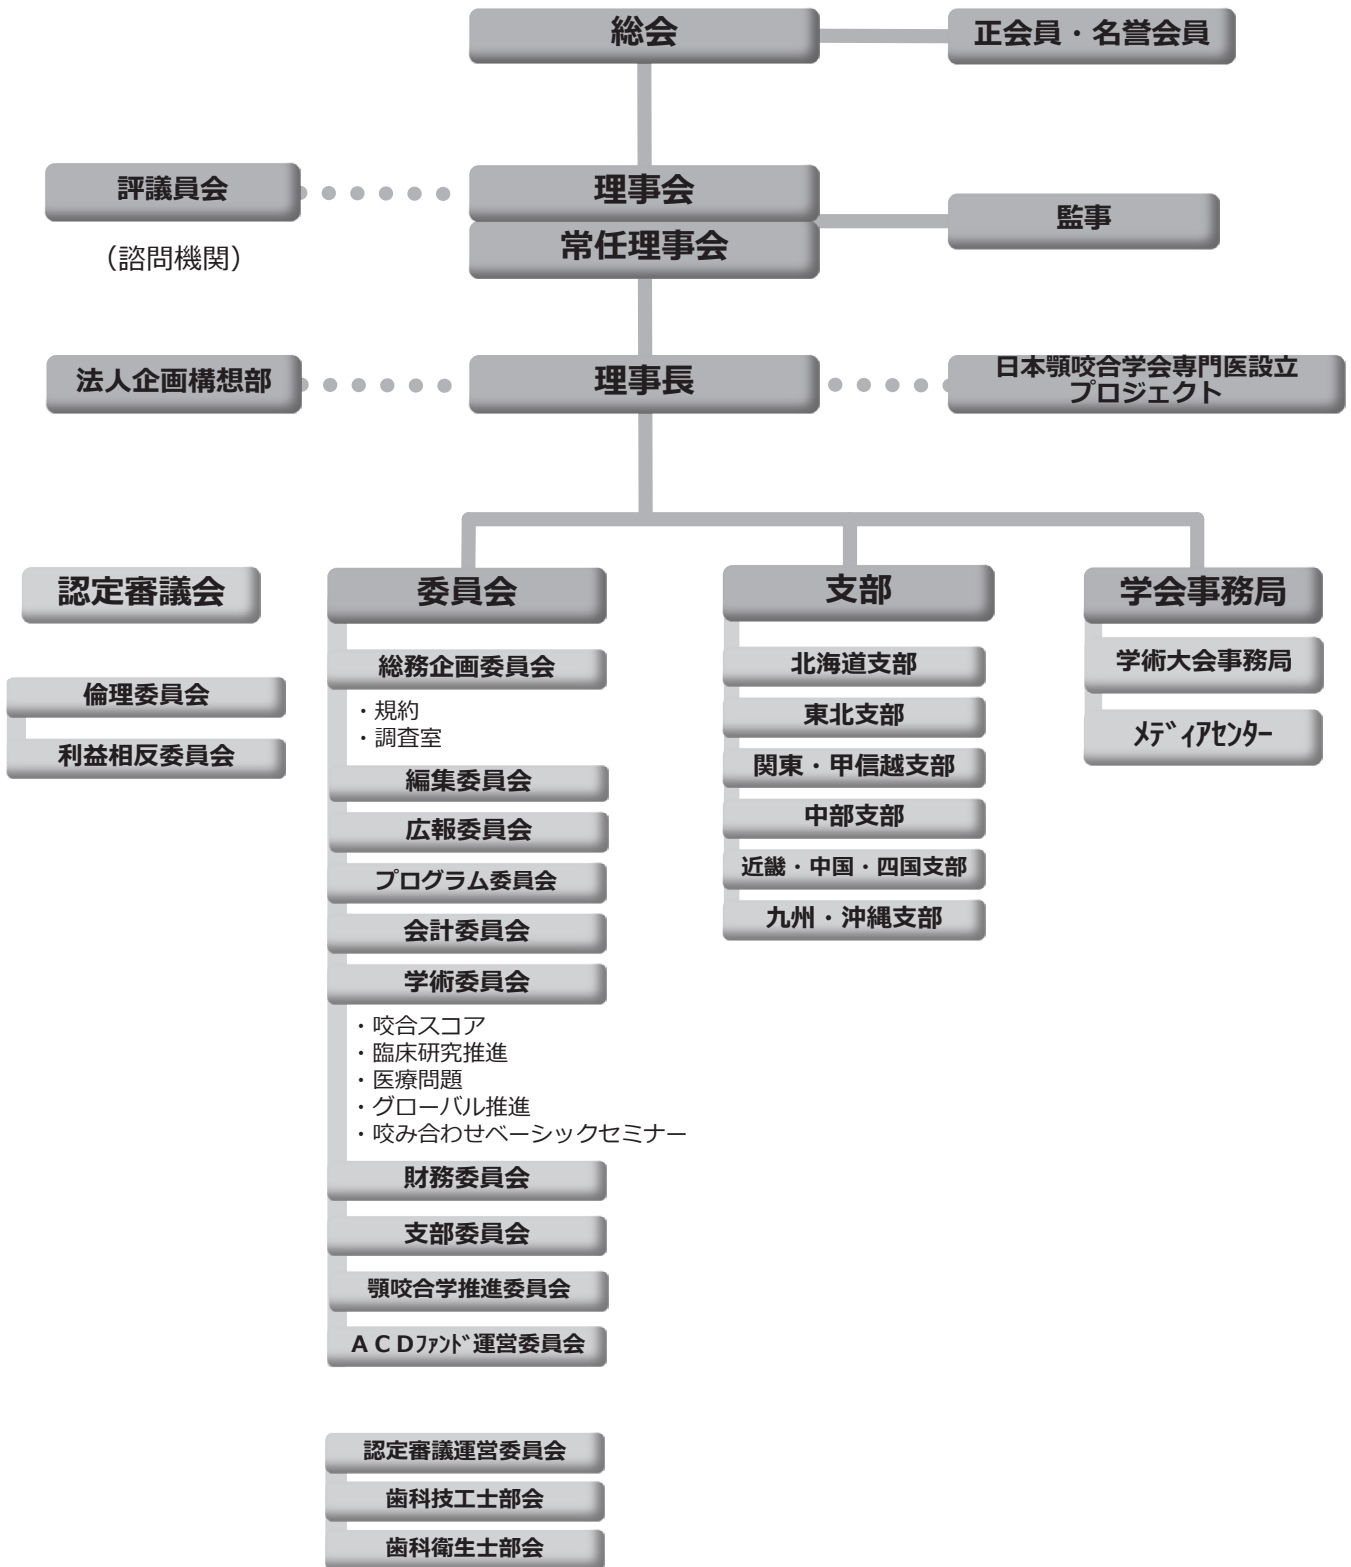 総会
正会員・名誉会員
評議員会
（諮問機関）
理事会
常任理事会
監事
法人企画構想部
理事長
日本顎咬合学会専門医設立
プロジェクト
認定審議会
倫理委員会
利益相反委員会
委員会
総務企画委員会
・規約
・調査室
編集委員会
広報委員会
プログラム委員会
会計委員会
学術委員会
・咬合スコア
・臨床研究推進
・医療問題
・グローバル推進
・咬み合わせベーシックセミナー
財務委員会
支部委員会
顎咬合学推進委員会
ＡＣＤﾌｧﾝﾄﾞ運営委員会
認定審議運営委員会
歯科技工士部会
歯科衛生士部会
支部
北海道支部
東北支部
関東・甲信越支部
中部支部
近畿・中国・四国支部
九州・沖縄支部
学会事務局
学術大会事務局
ﾒﾃﾞｨｱｾﾝﾀｰ